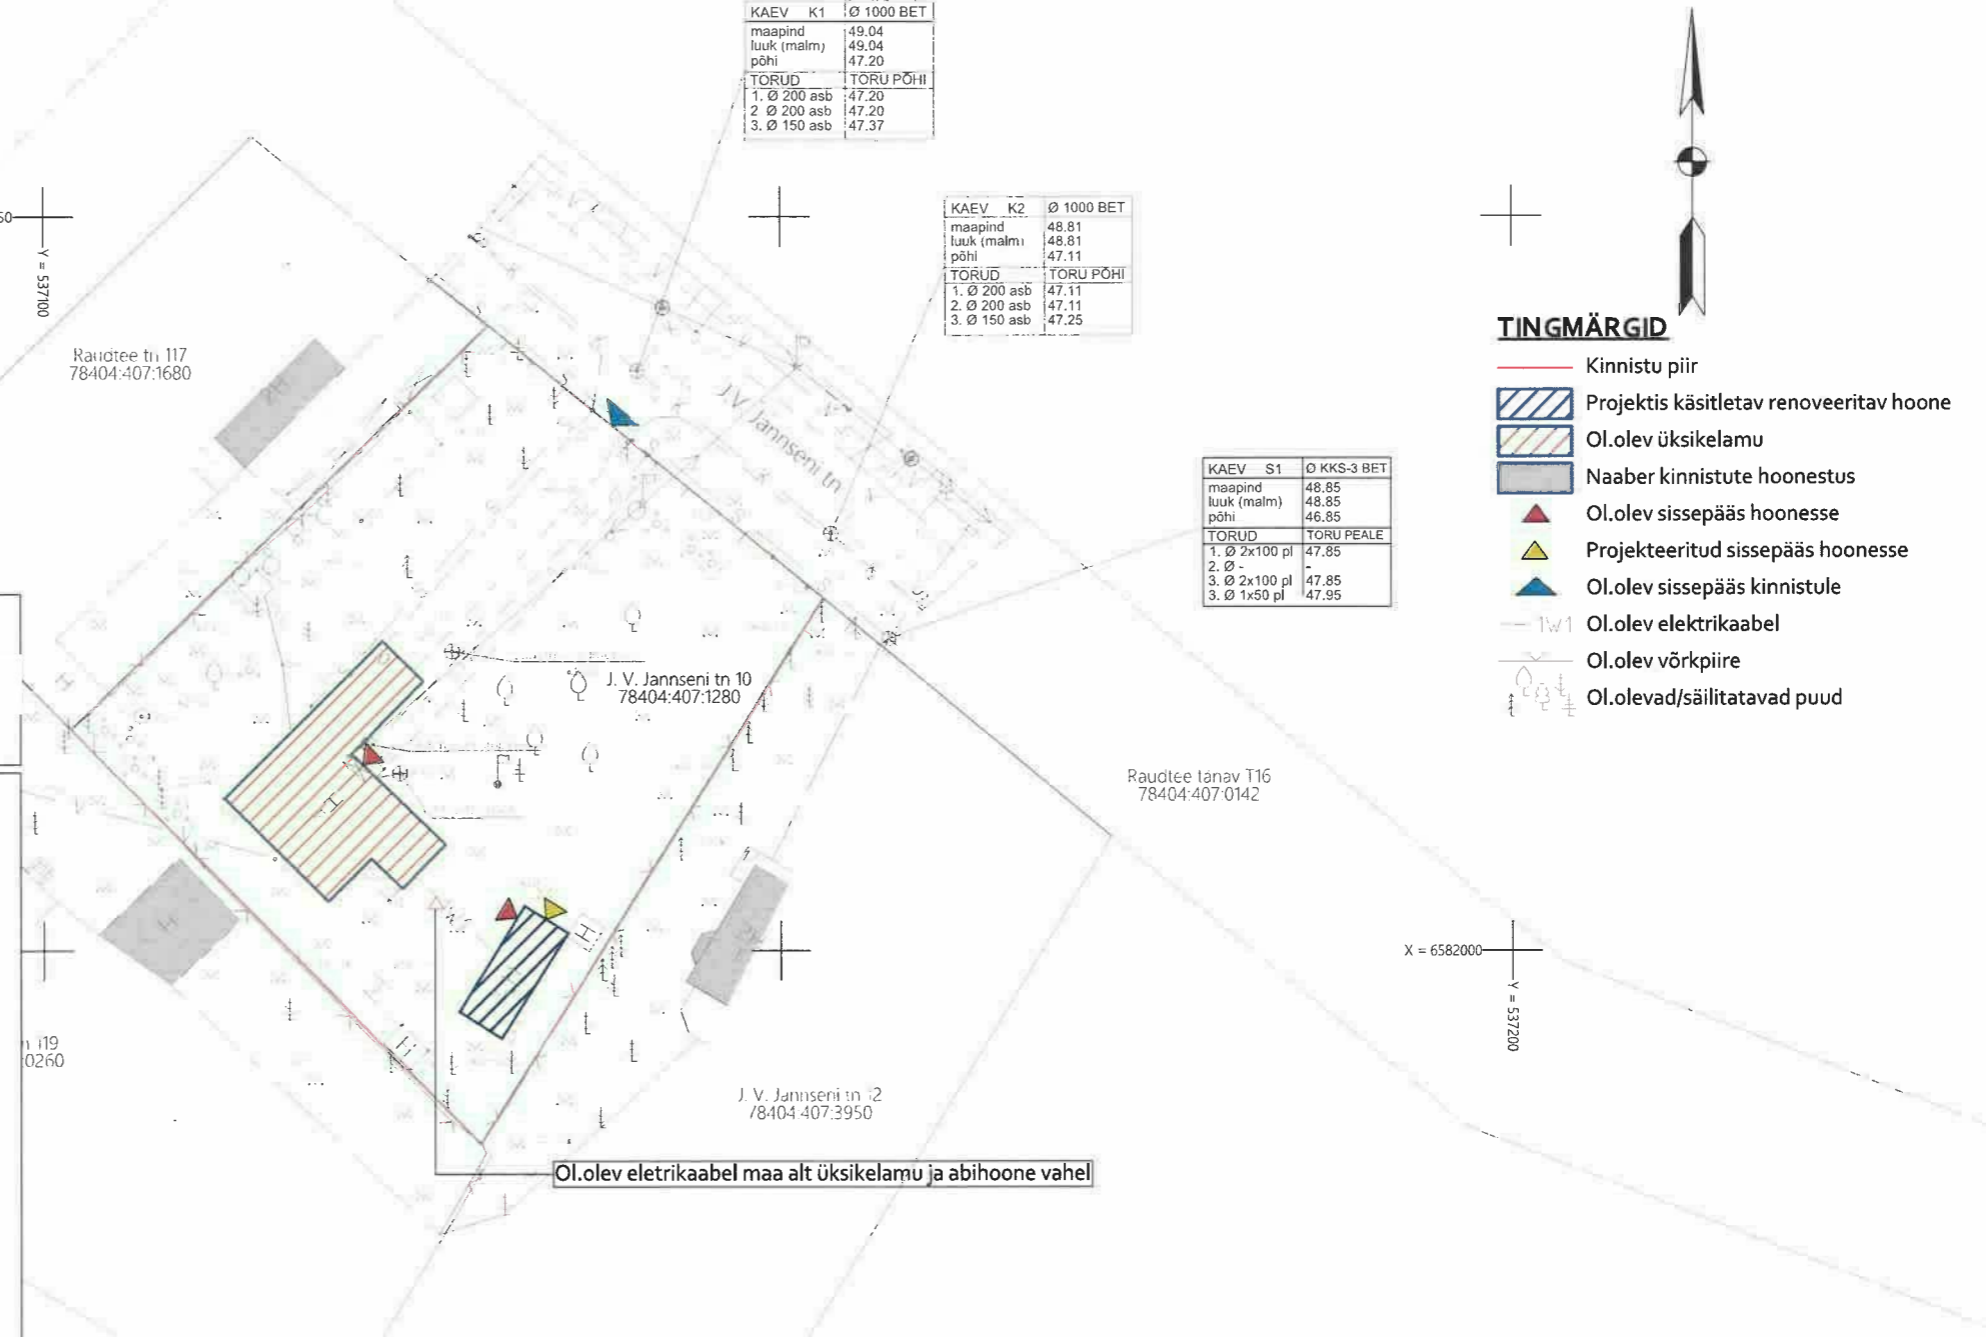 KAEV K1 Ø 1000 BET
maapind 49.04
luuk (malm) 49.04
põhi 47.20
TORUD TORU PÕHI
1. Ø 200 asb 47.20
2 Ø 200 asb 47.20
3. Ø 150 asb 47.37
KAEV K2 Ø 1000 BET
maapind 48.81
luuk (malm) 48.81
põhi 47.11
TORUD TORU PÕHI
1. Ø 200 asb 47.11
2. Ø 200 asb 47.11
3. Ø 150 asb 47.25
Y = 537100
Raudtee tn 117
78404:407:1680
J.V. Jannseni tn
KAEV S1 Ø KKS-3 BET
maapind 48.85
luuk (malm) 48.85
põhi 46.85
TORUD TORU PEALE
1. Ø 2x100 pl 47.85
2. Ø - -
3. Ø 2x100 pl 47.85
3. Ø 1x50 pl 47.95
TINGMÄRGID
Kinnistu piir
Projektis käsitletav renoveeritav hoone
Ol.olev üksikelamu
Naaber kinnistute hoonestus
Ol.olev sissepääs hoonesse
Projekteeritud sissepääs hoonesse
Ol.olev sissepääs kinnistule
1W1 Ol.olev elektrikaabel
Ol.olev võrkpiire
Ol.olevad/säilitatavad puud
J. V. Jannseni tn 10
78404:407:1280
Raudtee tänav T16
78404:407:0142
X = 6582000
Y = 537200
n 119
0260
J. V. Jannseni tn 12
78404:407:3950
Ol.olev eletrikaabel maa alt üksikelamu ja abihoone vahel